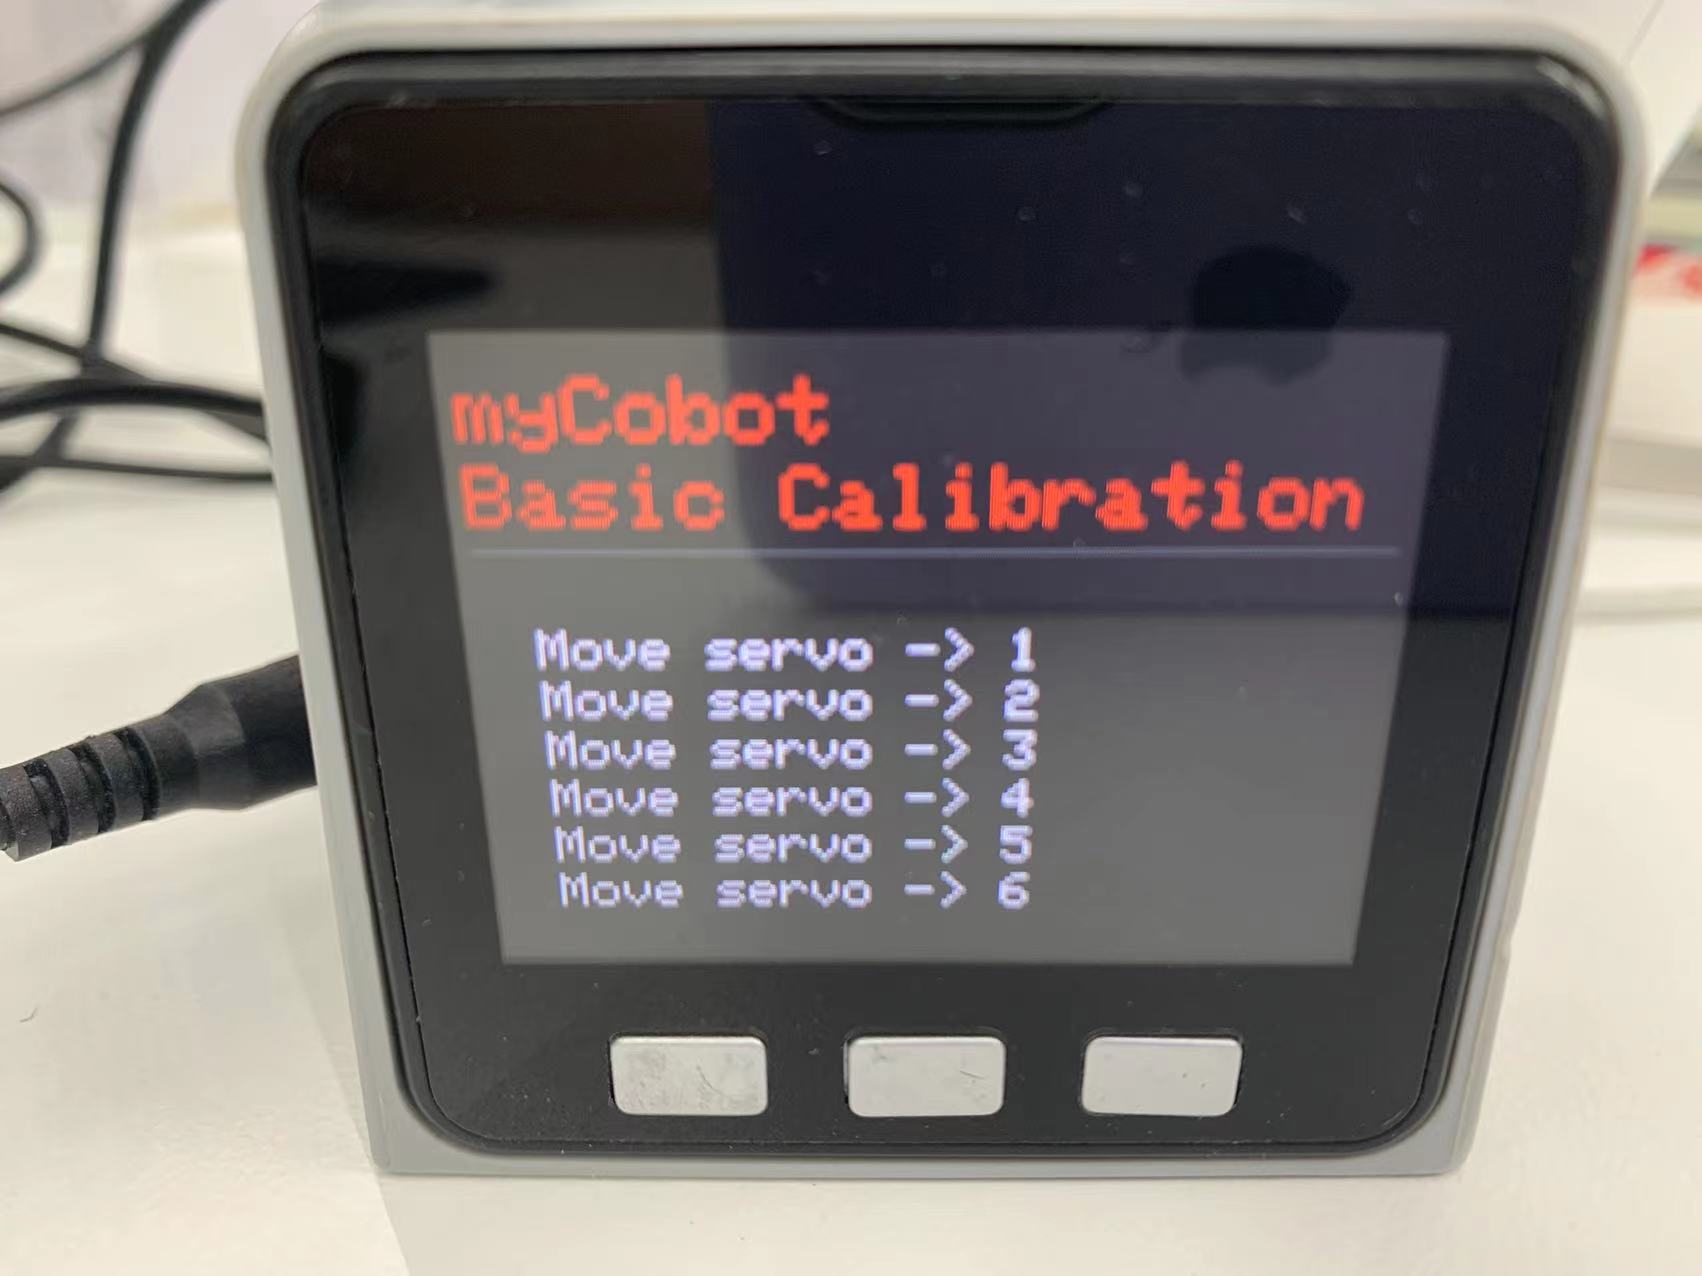 myCobot
Basic Calibration
Move servo -> 1
Move servo -> 2
Move servo -> 3
Move servo -> 4
Move servo -> 5
Move servo -> 6